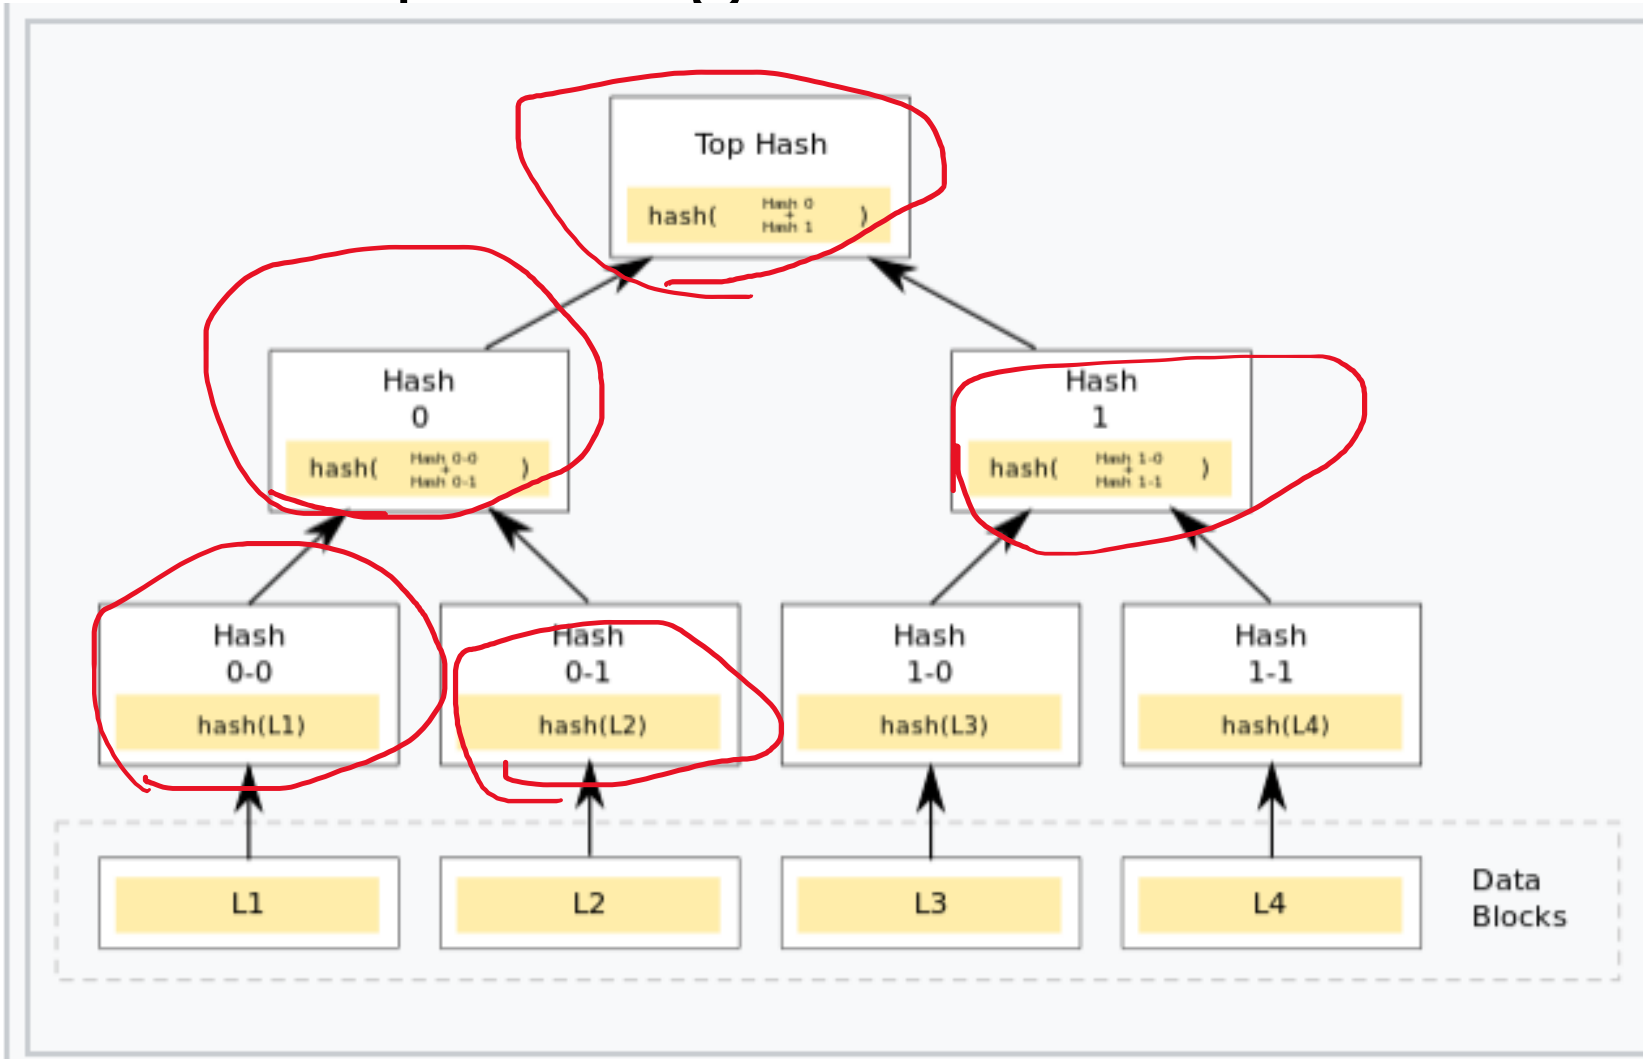 Top Hash
hash(
Hash 0
+
Hash 1
)
Hash
0
hash(
Hash 0-0
+
Hash 0-1
)
Hash
1
hash(
Hash 1-0
+
Hash 1-1
)
Hash
0-0
hash(L1)
Hash
0-1
hash(L2)
Hash
1-0
hash(L3)
Hash
1-1
hash(L4)
L1
L2
L3
L4
Data
Blocks